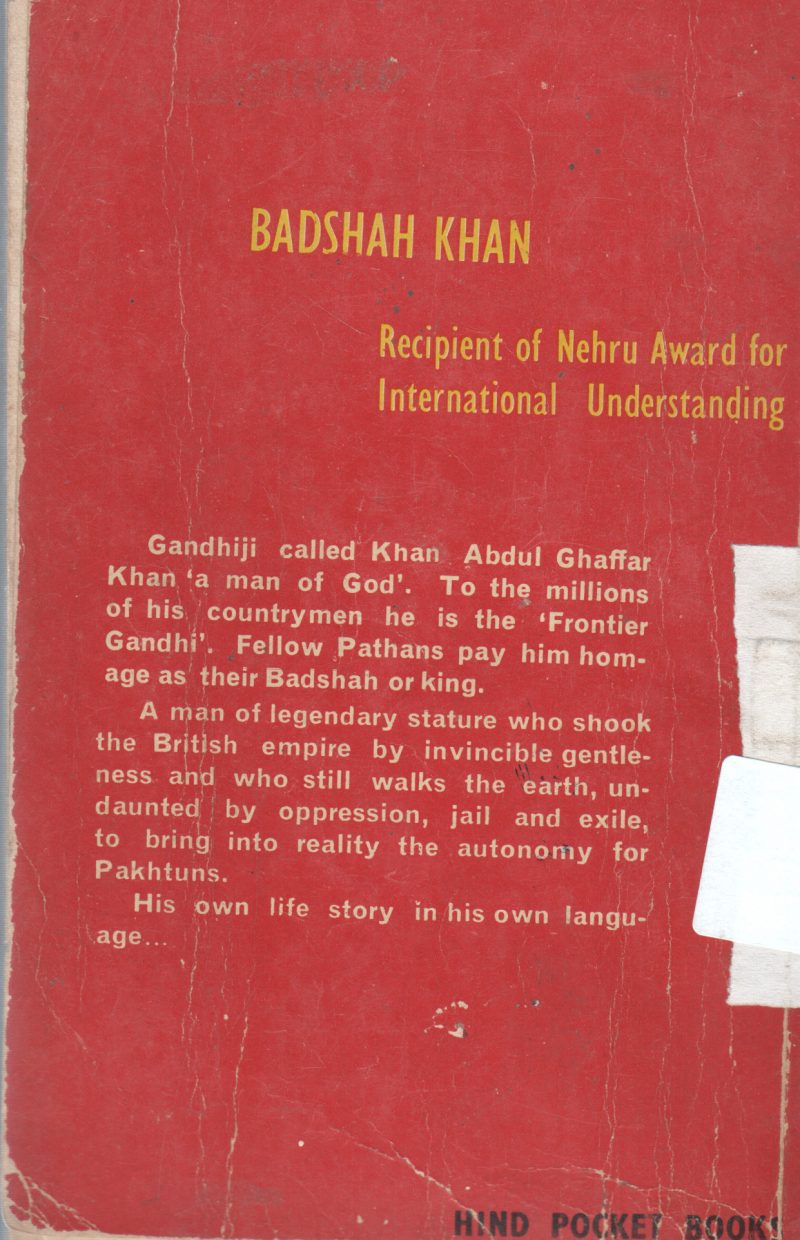 BADSHAH KHAN
Recipient of Nehru Award for
International Understanding
Gandhiji called Khan Abdul Ghaffar
Khan ‘a man of God’. To the millions
of his countrymen he is the ‘Frontier
Gandhi’. Fellow Pathans pay him hom-
age as their Badshah or king.
A man of legendary stature who shook
the British empire by invincible gentle-
ness and who still walks the earth, un-
daunted by oppression, jail and exile,
to bring into reality the autonomy for
Pakhtuns.
His own life story in his own langu-
age...
HIND POCKET BOOKS